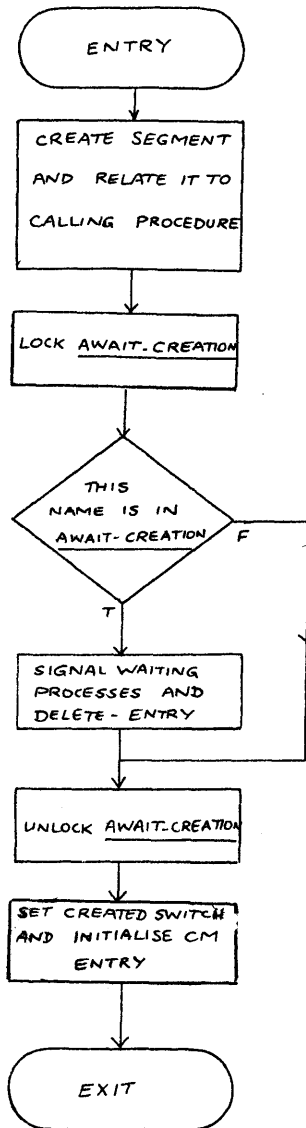 ENTRY
CREATE SEGMENT
AND RELATE IT TO
CALLING PROCEDURE
LOCK AWAIT-CREATION
THIS
NAME IS IN
AWAIT-CREATION
F
T
SIGNAL WAITING
PROCESSES AND
DELETE-ENTRY
UNLOCK AWAIT-CREATION
SET CREATED SWITCH
AND INITIALISE CM
ENTRY
EXIT